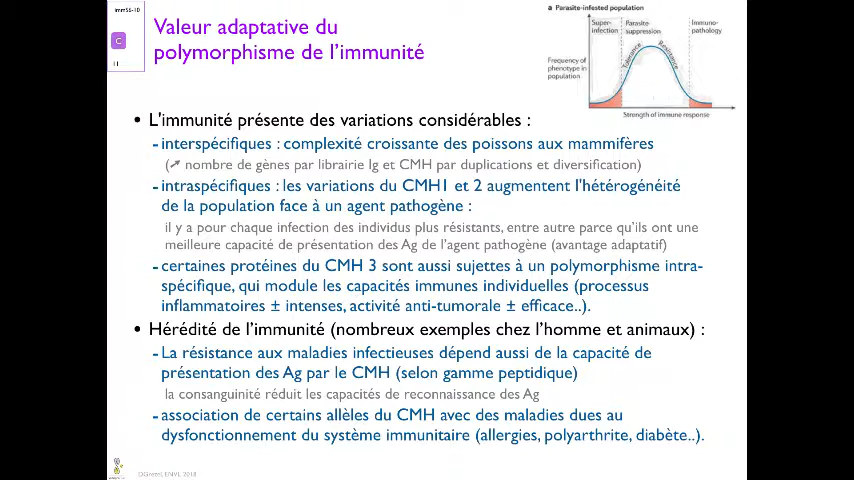 ImmS6-10
C
11
Valeur adaptative du
polymorphisme de l’immunité
a Parasite-infested population
Super-
infection
Parasite
suppression
Immuno-
pathology
Tolerance
Resistance
Frequency of
phenotype in
population
Strength of immune response
• L'immunité présente des variations considérables :
- interspécifiques : complexité croissante des poissons aux mammifères
(↗ nombre de gènes par librairie Ig et CMH par duplications et diversification)
- intraspécifiques : les variations du CMH1 et 2 augmentent l'hétérogénéité
de la population face à un agent pathogène :
il y a pour chaque infection des individus plus résistants, entre autre parce qu’ils ont une
meilleure capacité de présentation des Ag de l’agent pathogène (avantage adaptatif)
- certaines protéines du CMH 3 sont aussi sujettes à un polymorphisme intra-
spécifique, qui module les capacités immunes individuelles (processus
inflammatoires ± intenses, activité anti-tumorale ± efficace..).
• Hérédité de l’immunité (nombreux exemples chez l’homme et animaux) :
- La résistance aux maladies infectieuses dépend aussi de la capacité de
présentation des Ag par le CMH (selon gamme peptidique)
la consanguinité réduit les capacités de reconnaissance des Ag
- association de certains allèles du CMH avec des maladies dues au
dysfonctionnement du système immunitaire (allergies, polyarthrite, diabète..).
ENVL 2018